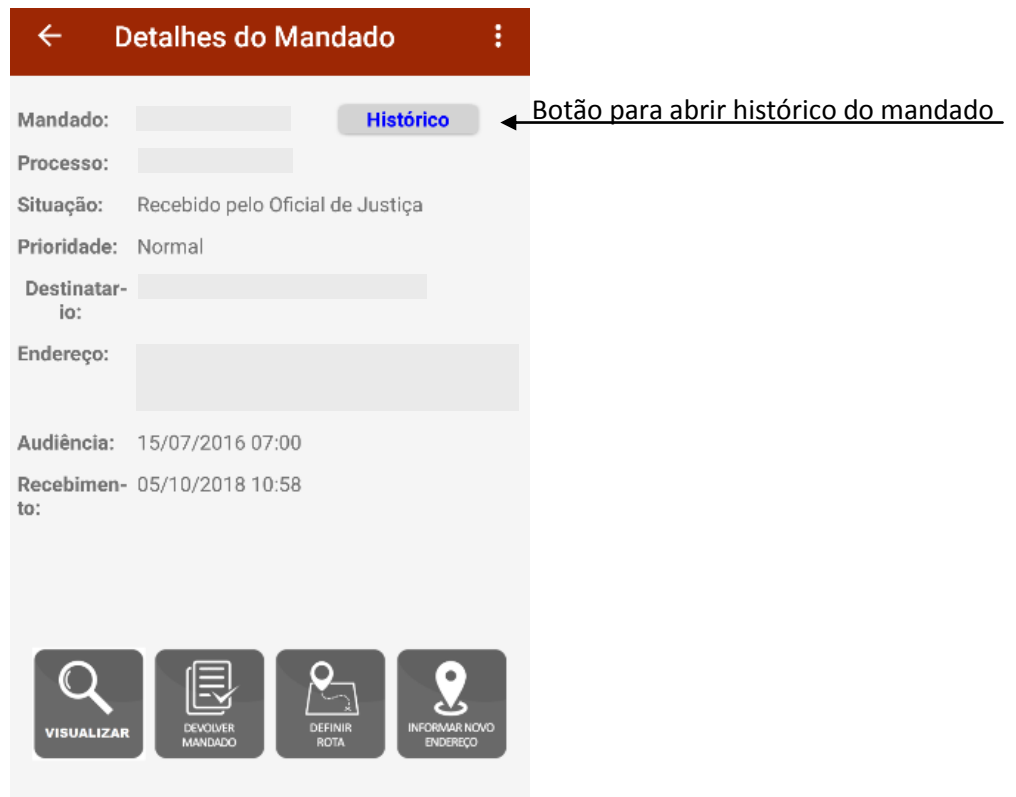 Detalhes do Mandado
Mandado:
Histórico
Botão para abrir histórico do mandado
Processo:
Situação: Recebido pelo Oficial de Justiça
Prioridade: Normal
Destinatar-
io:
Endereço:
Audiência: 15/07/2016 07:00
Recebimen- 05/10/2018 10:58
to:
VISUALIZAR
DEVOLVER
MANDADO
DEFINIR
ROTA
INFORMAR NOVO
ENDEREÇO